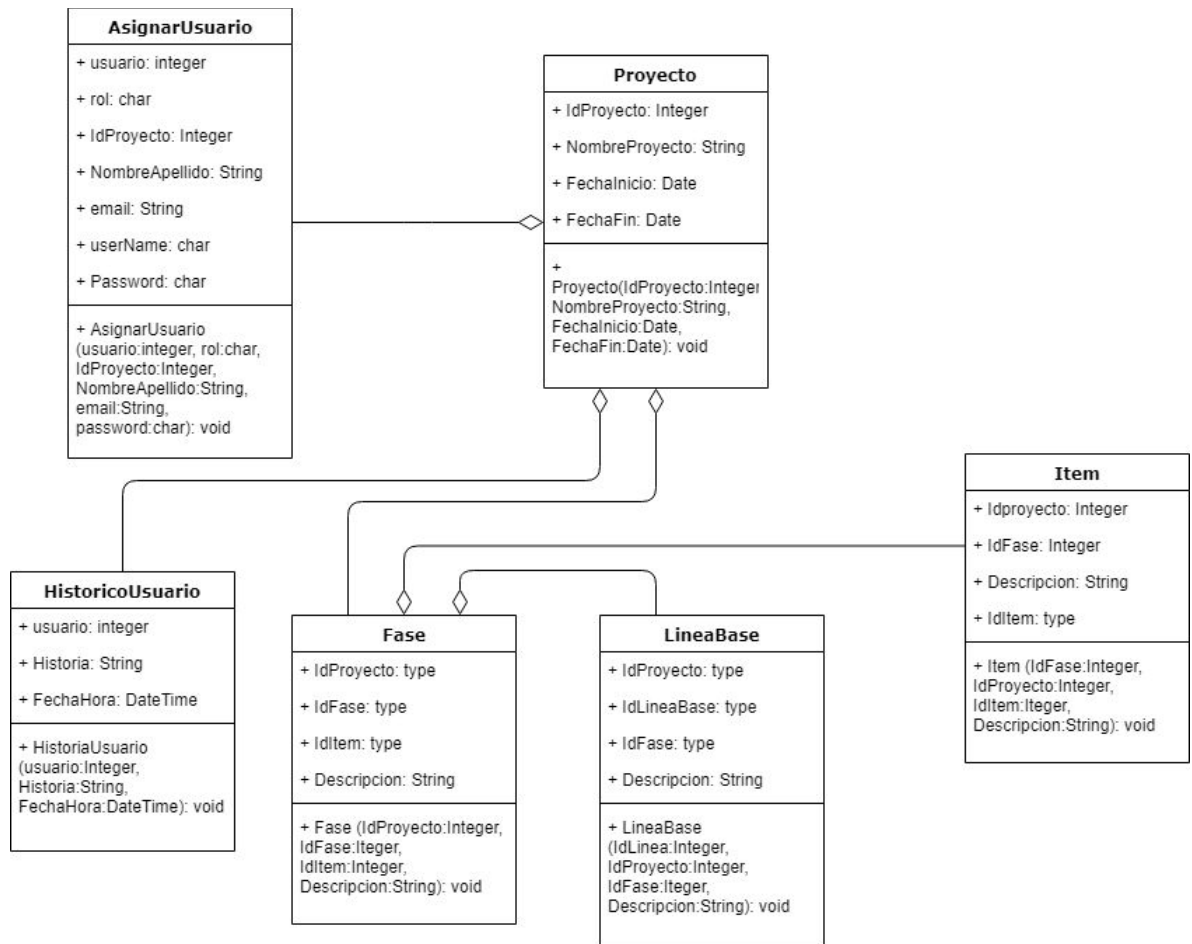 AsignarUsuario
+ usuario: integer
+ rol: char
+ IdProyecto: Integer
+ NombreApellido: String
+ email: String
+ userName: char
+ Password: char
+ AsignarUsuario
(usuario:integer, rol:char,
IdProyecto:Integer,
NombreApellido:String,
email:String,
password:char): void
Proyecto
+ IdProyecto: Integer
+ NombreProyecto: String
+ FechaInicio: Date
+ FechaFin: Date
+
Proyecto(IdProyecto:Integer
NombreProyecto:String,
FechaInicio:Date,
FechaFin:Date): void
Item
+ Idproyecto: Integer
+ IdFase: Integer
+ Descripcion: String
+ IdItem: type
+ Item (IdFase:Integer,
IdProyecto:Integer,
IdItem:Iteger,
Descripcion:String): void
HistoricoUsuario
+ usuario: integer
+ Historia: String
+ FechaHora: DateTime
+ HistoriaUsuario
(usuario:Integer,
Historia:String,
FechaHora:DateTime): void
Fase
+ IdProyecto: type
+ IdFase: type
+ IdItem: type
+ Descripcion: String
+ Fase (IdProyecto:Integer,
IdFase:Iteger,
IdItem:Integer,
Descripcion:String): void
LineaBase
+ IdProyecto: type
+ IdLineaBase: type
+ IdFase: type
+ Descripcion: String
+ LineaBase
(IdLinea:Integer,
IdProyecto:Integer,
IdFase:Iteger,
Descripcion:String): void